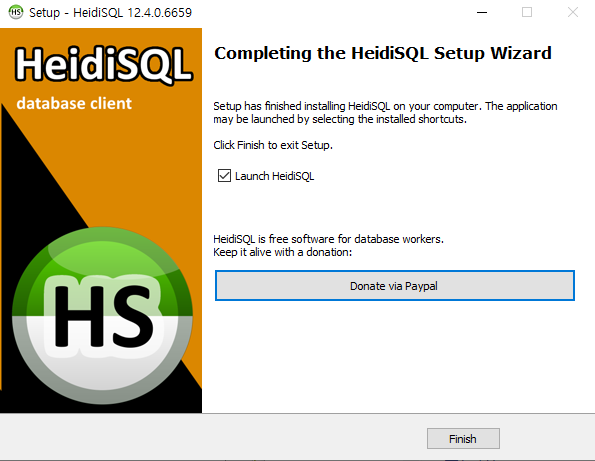 HS Setup - HeidiSQL 12.4.0.6659
HeidiSQL
database client
Completing the HeidiSQL Setup Wizard
Setup has finished installing HeidiSQL on your computer. The application
may be launched by selecting the installed shortcuts.
Click Finish to exit Setup.
Launch HeidiSQL
HeidiSQL is free software for database workers.
Keep it alive with a donation:
Donate via Paypal
HS
Finish